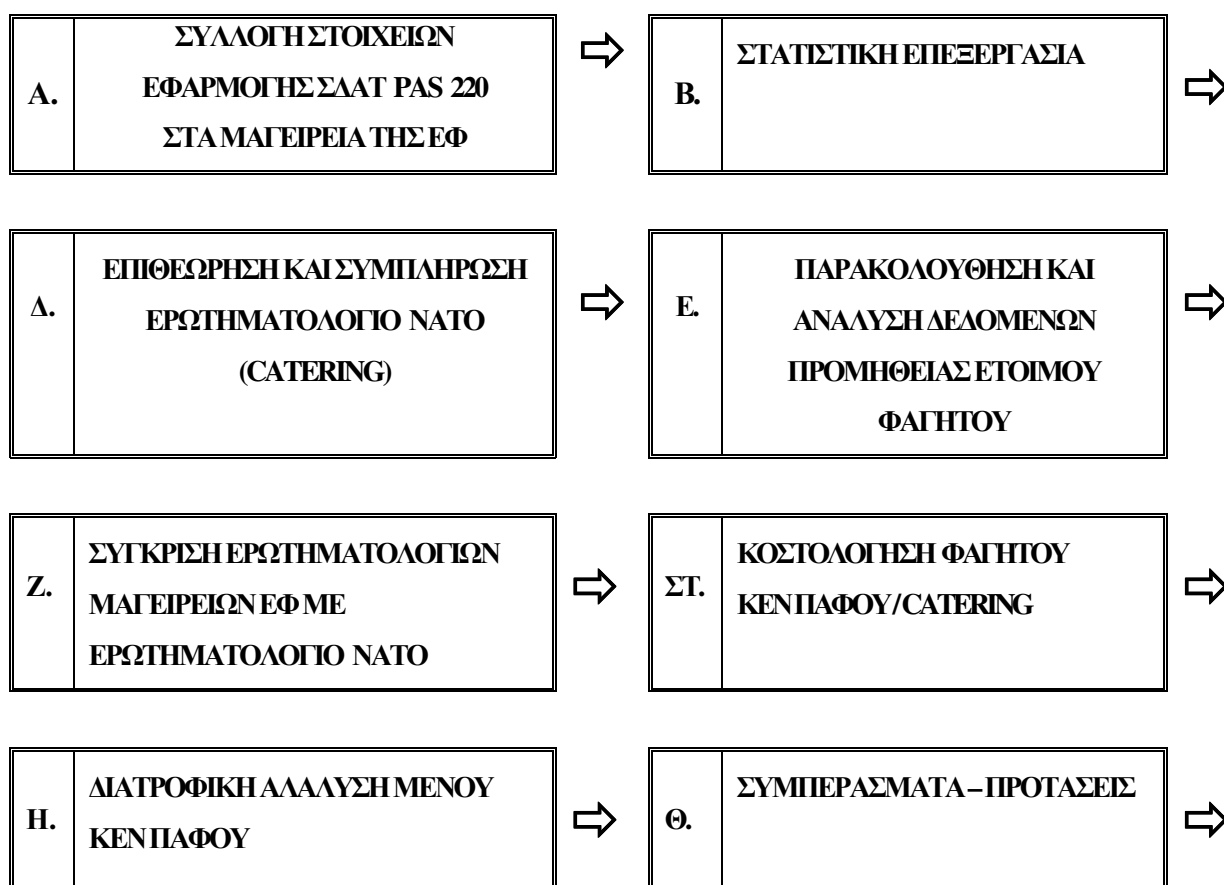 Α.
ΣΥΛΛΟΓΗ ΣΤΟΙΧΕΙΩΝ
ΕΦΑΡΜΟΓΗΣ ΣΔΑΤ PAS 220
ΣΤΑ ΜΑΓΕΙΡΕΙΑ ΤΗΣ ΕΦ
Β.
ΣΤΑΤΙΣΤΙΚΗ ΕΠΕΞΕΡΓΑΣΙΑ
Δ.
ΕΠΙΘΕΩΡΗΣΗ ΚΑΙ ΣΥΜΠΛΗΡΩΣΗ
ΕΡΩΤΗΜΑΤΟΛΟΓΙΟ ΝΑΤΟ
(CATERING)
Ε.
ΠΑΡΑΚΟΛΟΥΘΗΣΗ ΚΑΙ
ΑΝΑΛΥΣΗ ΔΕΔΟΜΕΝΩΝ
ΠΡΟΜΗΘΕΙΑΣ ΕΤΟΙΜΟΥ
ΦΑΓΗΤΟΥ
Ζ.
ΣΥΓΚΡΙΣΗ ΕΡΩΤΗΜΑΤΟΛΟΓΙΩΝ
ΜΑΓΕΙΡΕΙΩΝ ΕΦ ΜΕ
ΕΡΩΤΗΜΑΤΟΛΟΓΙΟ ΝΑΤΟ
ΣΤ.
ΚΟΣΤΟΛΟΓΗΣΗ ΦΑΓΗΤΟΥ
ΚΕΝ ΠΑΦΟΥ/CATERING
Η.
ΔΙΑΤΡΟΦΙΚΗ ΑΛΑΛΥΣΗ ΜΕΝΟΥ
ΚΕΝ ΠΑΦΟΥ
Θ.
ΣΥΜΠΕΡΑΣΜΑΤΑ – ΠΡΟΤΑΣΕΙΣ